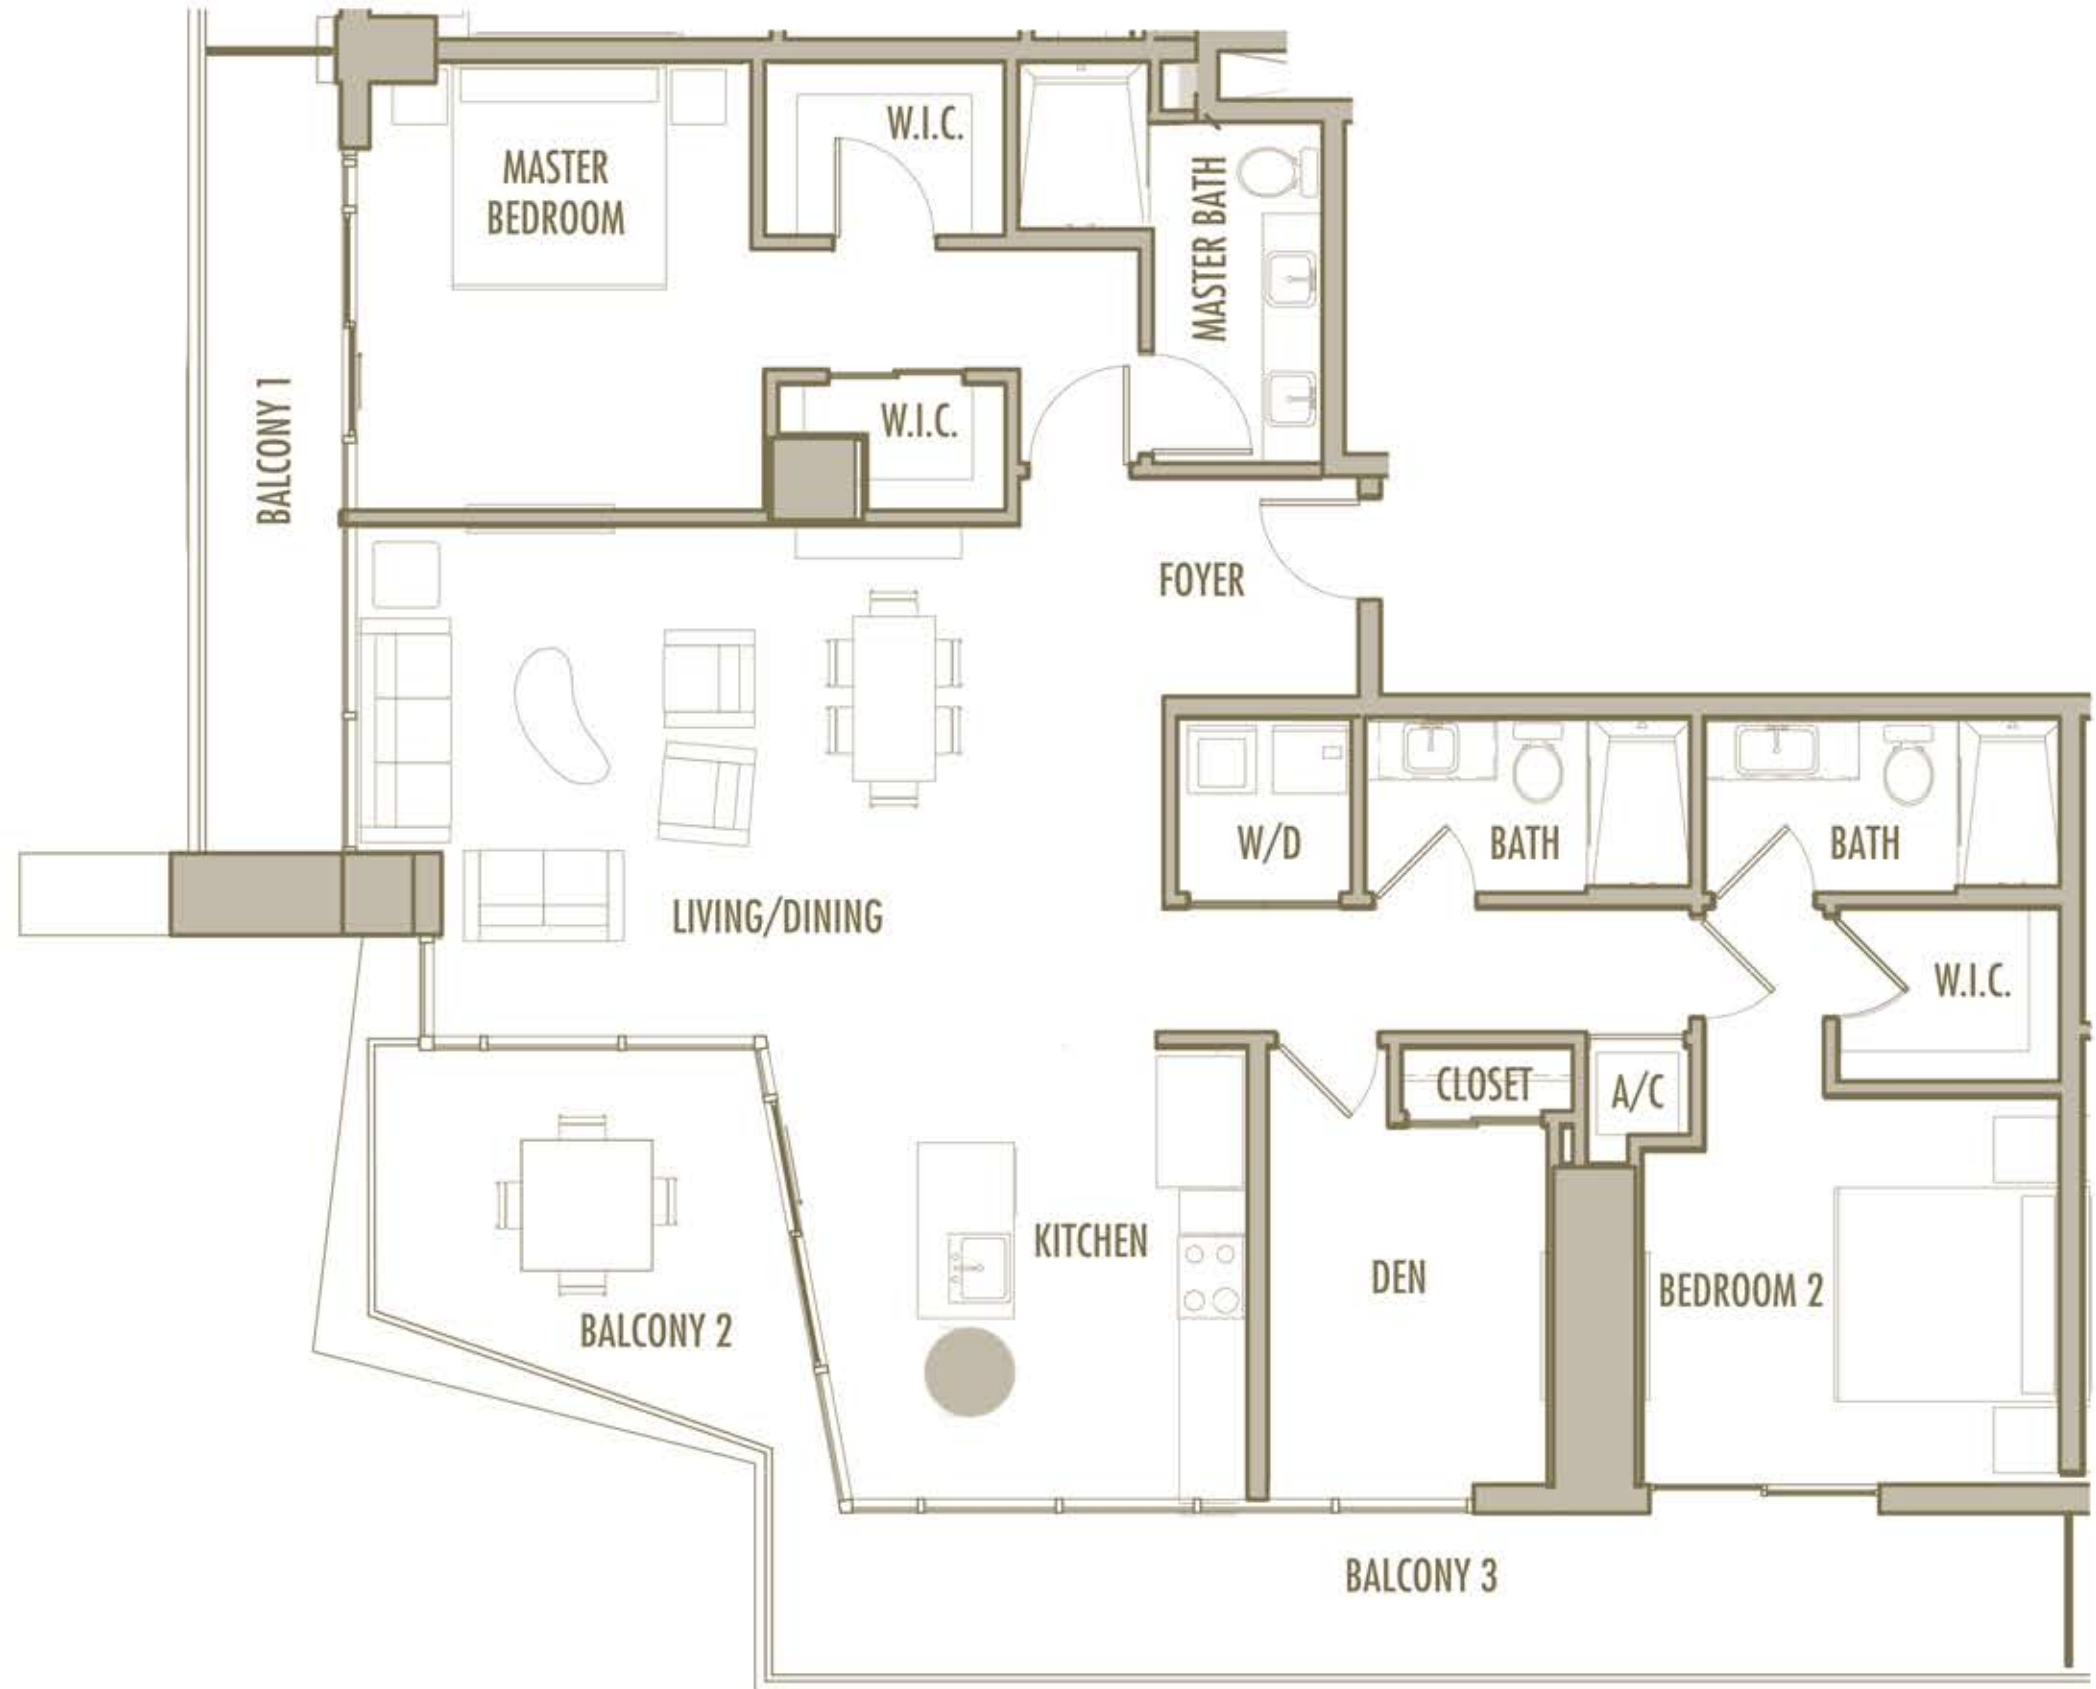 W.I.C.
MASTER
BEDROOM
MASTER BATH
BALCONY 1
W.I.C.
FOYER
W/D
BATH
BATH
LIVING/DINING
W.I.C.
CLOSET
A/C
KITCHEN
DEN
BEDROOM 2
BALCONY 2
BALCONY 3